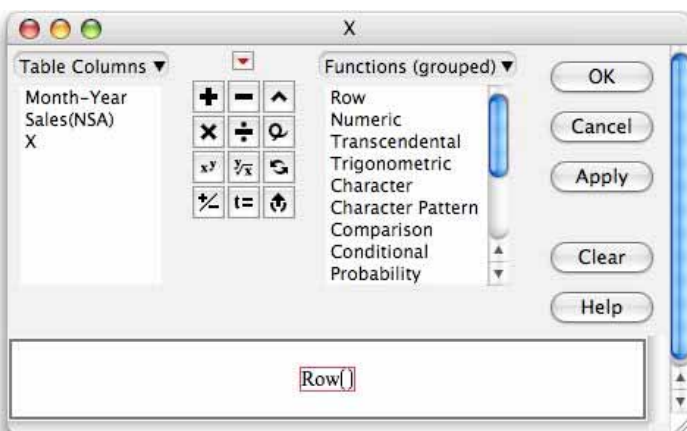 X
Table Columns ▼
Month-Year
Sales(NSA)
X
+ − ^
× ÷
xʸ ʸ√x
+/− t=
Functions (grouped) ▼
Row
Numeric
Transcendental
Trigonometric
Character
Character Pattern
Comparison
Conditional
Probability
OK
Cancel
Apply
Clear
Help
Row()